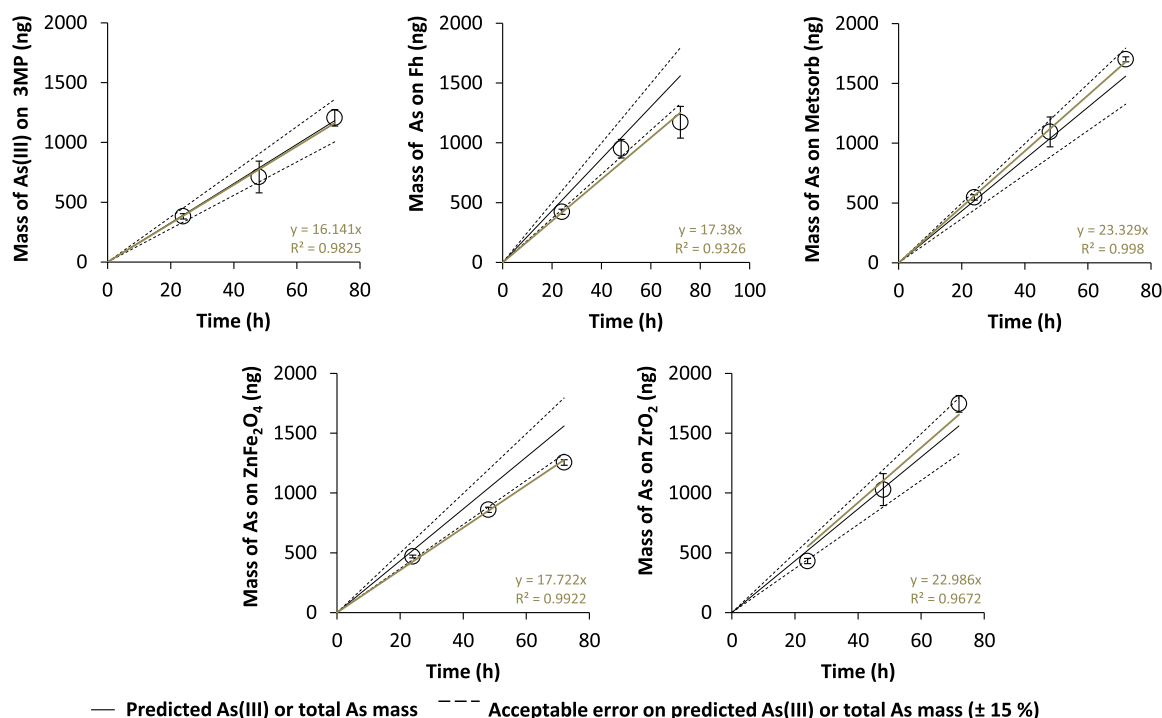 Mass of As(III) on 3MP (ng)
2000
1500
1000
500
0
0 20 40 60 80
Time (h)
y = 16.141x
R² = 0.9825
Mass of As on Fh (ng)
2000
1500
1000
500
0
0 20 40 60 80 100
Time (h)
y = 17.38x
R² = 0.9326
Mass of As on Metsorb (ng)
2000
1500
1000
500
0
0 20 40 60 80
Time (h)
y = 23.329x
R² = 0.998
Mass of As on ZnFe₂O₄ (ng)
2000
1500
1000
500
0
0 20 40 60 80
Time (h)
y = 17.722x
R² = 0.9922
Mass of As on ZrO₂ (ng)
2000
1500
1000
500
0
0 20 40 60 80
Time (h)
y = 22.986x
R² = 0.9672
Predicted As(III) or total As mass Acceptable error on predicted As(III) or total As mass (± 15 %)